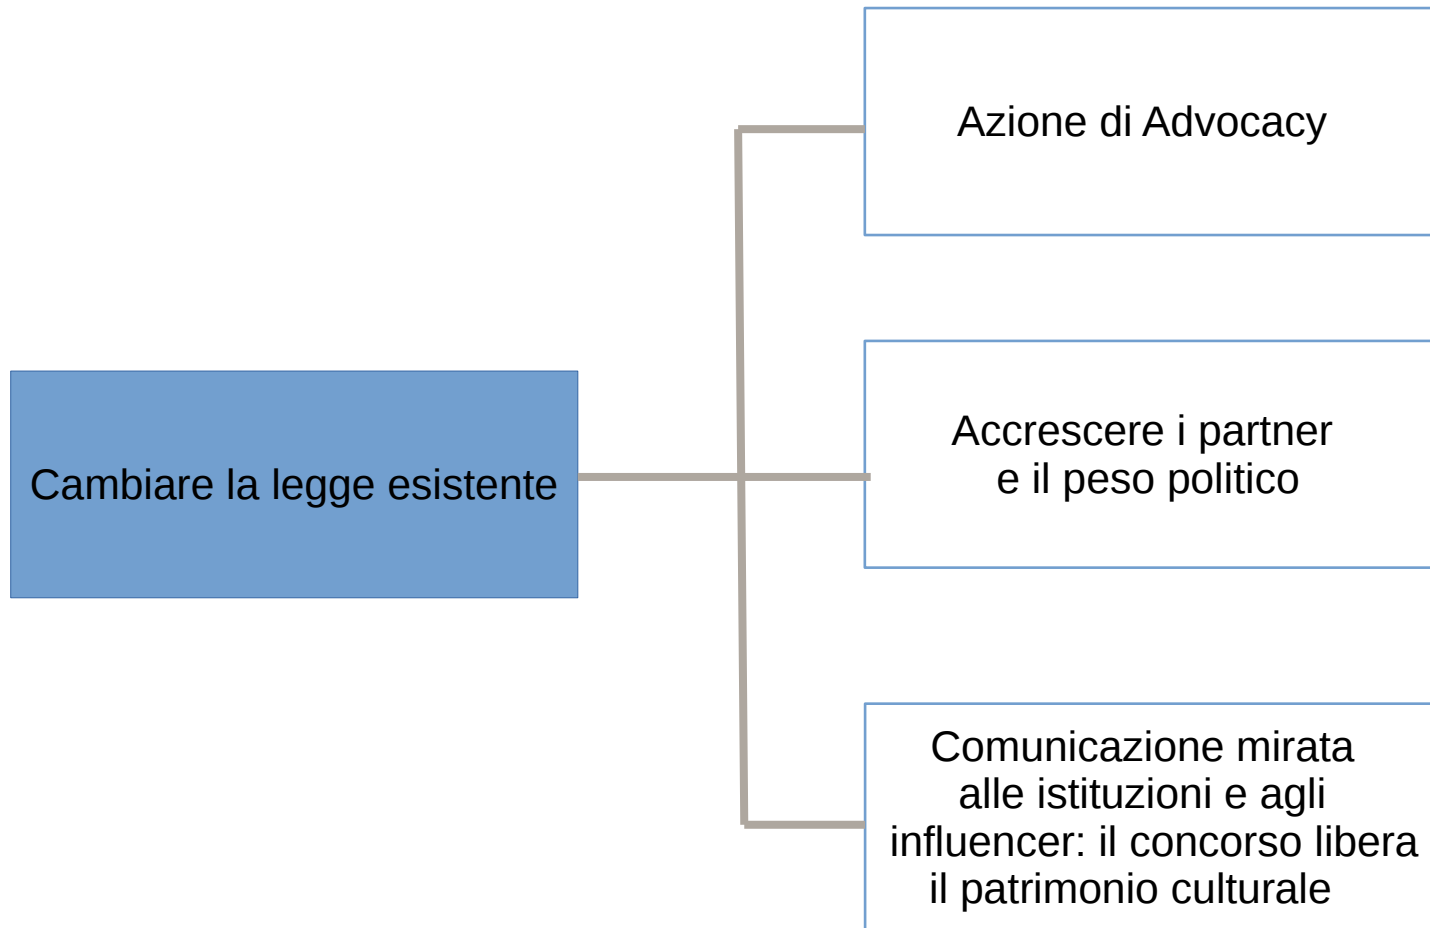 Azione di Advocacy
Accrescere i partner
e il peso politico
Cambiare la legge esistente
Comunicazione mirata
alle istituzioni e agli
influencer: il concorso libera
il patrimonio culturale